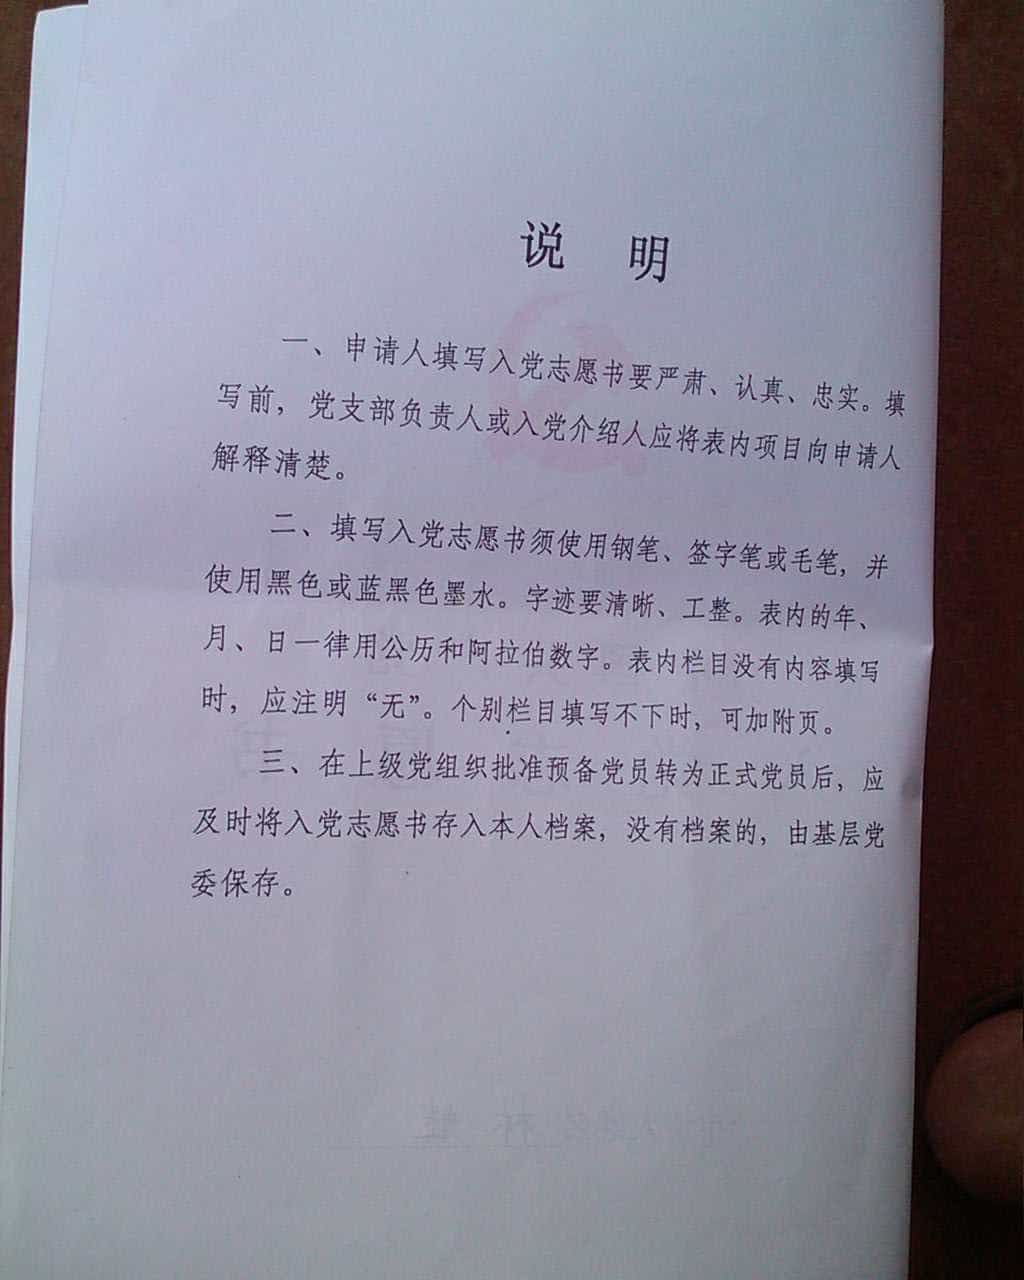 说 明
一、申请人填写入党志愿书要严肃、认真、忠实。填
写前，党支部负责人或入党介绍人应将表内项目向申请人
解释清楚。
二、填写入党志愿书须使用钢笔、签字笔或毛笔，并
使用黑色或蓝黑色墨水。字迹要清晰、工整。表内的年、
月、日一律用公历和阿拉伯数字。表内栏目没有内容填写
时，应注明“无”。个别栏目填写不下时，可加附页。
三、在上级党组织批准预备党员转为正式党员后，应
及时将入党志愿书存入本人档案，没有档案的，由基层党
委保存。